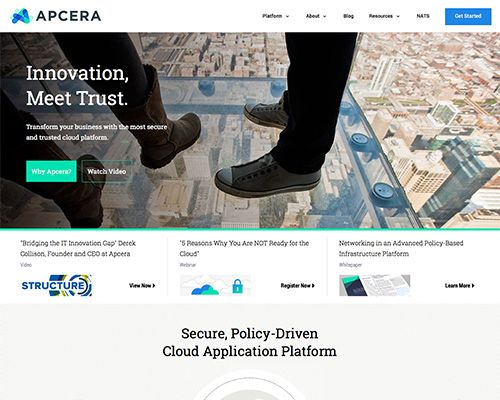 APCERA
Platform
About
Blog
Resources
NATS
Get Started
Innovation,
Meet Trust.
Transform your business with the most secure
and trusted cloud platform.
Why Apcera?
Watch Video
"Bridging the IT Innovation Gap" Derek
Collison, Founder and CEO at Apcera
Video
STRUCTURE
View Now
"5 Reasons Why You Are NOT Ready for the
Cloud"
Webinar
Register Now
Networking in an Advanced Policy-Based
Infrastructure Platform
Whitepaper
Learn More
Secure, Policy-Driven
Cloud Application Platform